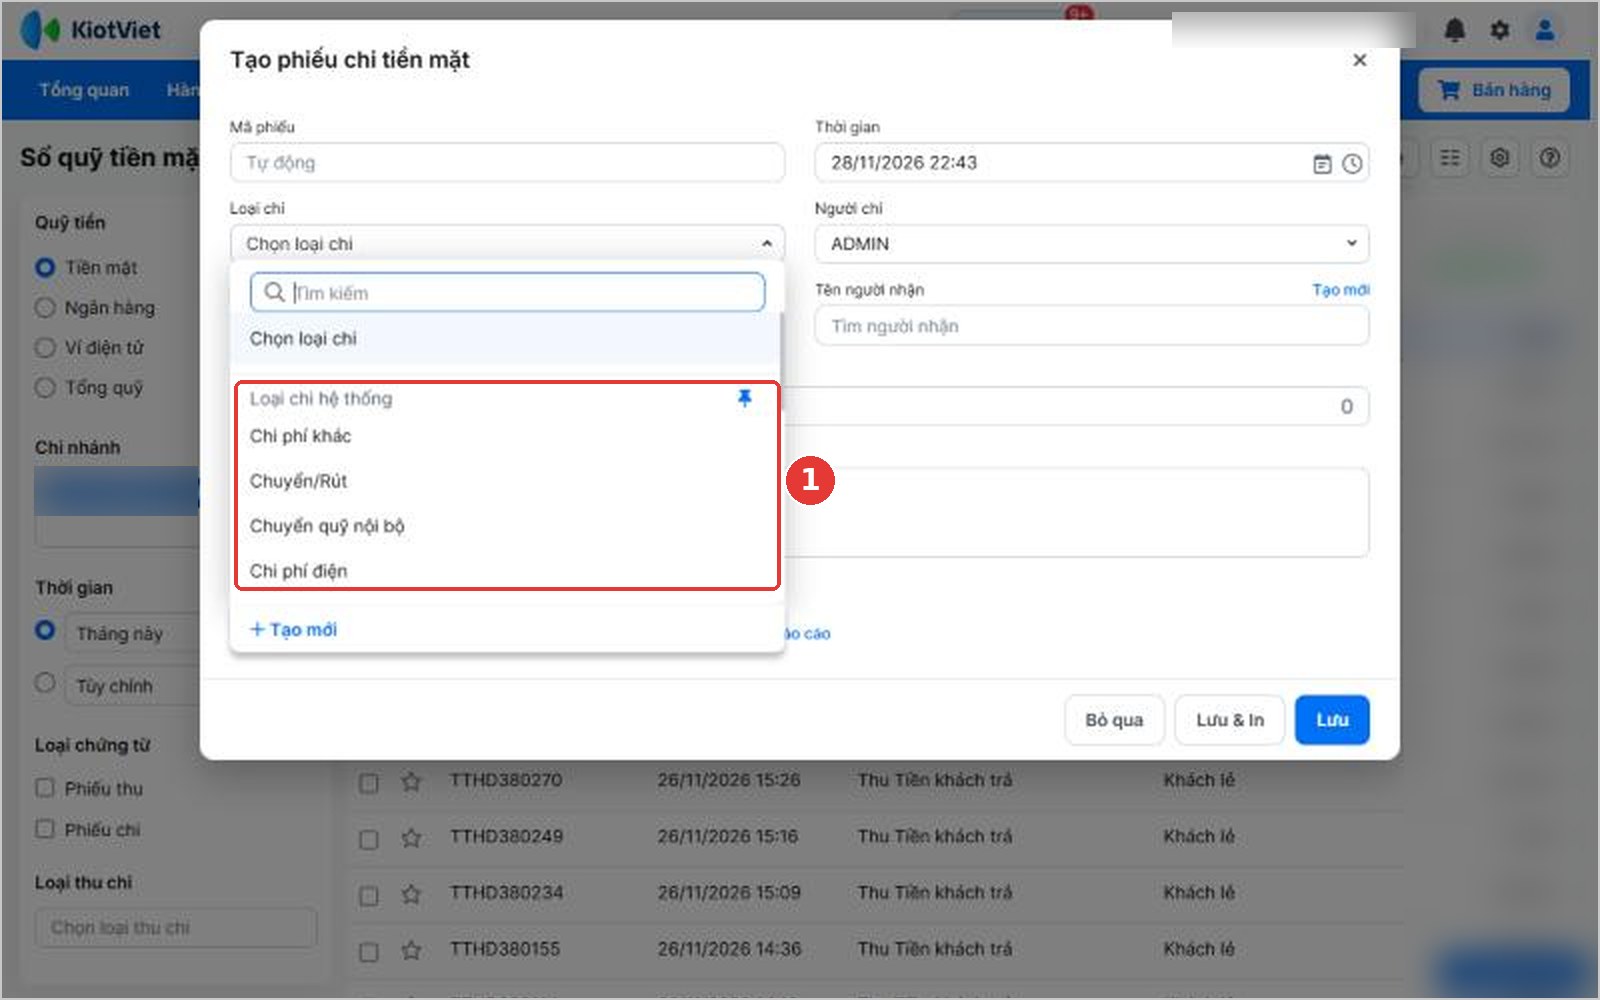 KiotViet
9+
Tạo phiếu chi tiền mặt
Tổng quan
Bán hàng
Mã phiếu
Thời gian
Sổ quỹ tiền
Tự động
28/11/2026 22:43
Loại chi
Người chi
Quỹ tiền
Chọn loại chi
ADMIN
Tiền mặt
Tìm kiếm
Tên người nhận
Tạo mới
Ngân hàng
Tìm người nhận
Ví điện tử
Chọn loại chi
Tổng quỹ
Loại chi hệ thống
0
Chi phí khác
Chi nhánh
Chuyển/Rút
1
Chuyển quỹ nội bộ
Chi phí điện
Thời gian
+ Tạo mới
cáo
Tháng này
Tùy chỉnh
Bỏ qua
Lưu & In
Lưu
Loại chứng từ
Phiếu thu
TTHD380270
26/11/2026 15:26
Thu Tiền khách trả
Khách lẻ
Phiếu chi
TTHD380249
26/11/2026 15:16
Thu Tiền khách trả
Khách lẻ
Loại thu chi
TTHD380234
26/11/2026 15:09
Thu Tiền khách trả
Khách lẻ
Chọn loại thu chi
TTHD380155
26/11/2026 14:36
Thu Tiền khách trả
Khách lẻ